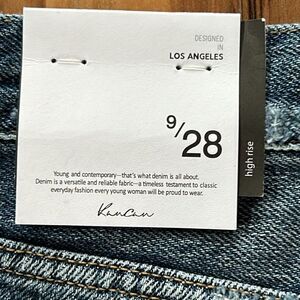 DESIGNED
IN
LOS ANGELES
9/28
high rise
Young and contemporary–that's what denim is all about.
Denim is a versatile and reliable fabric–a timeless testament to classic
everyday fashion every young woman will be proud to wear.
Kancan